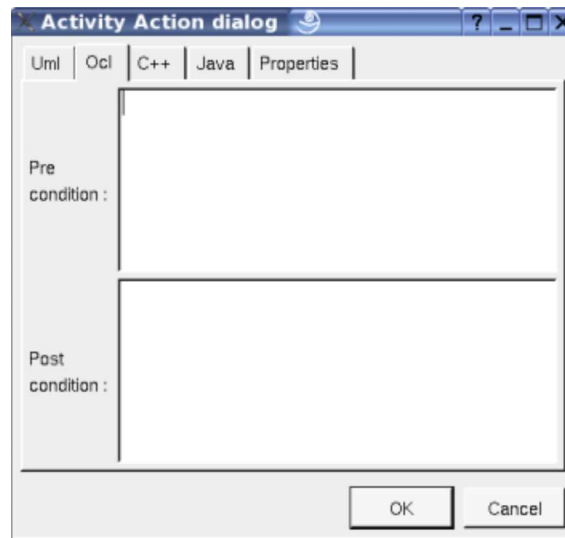 Activity Action dialog
Uml Ocl C++ Java Properties
Pre
condition :
Post
condition :
OK Cancel